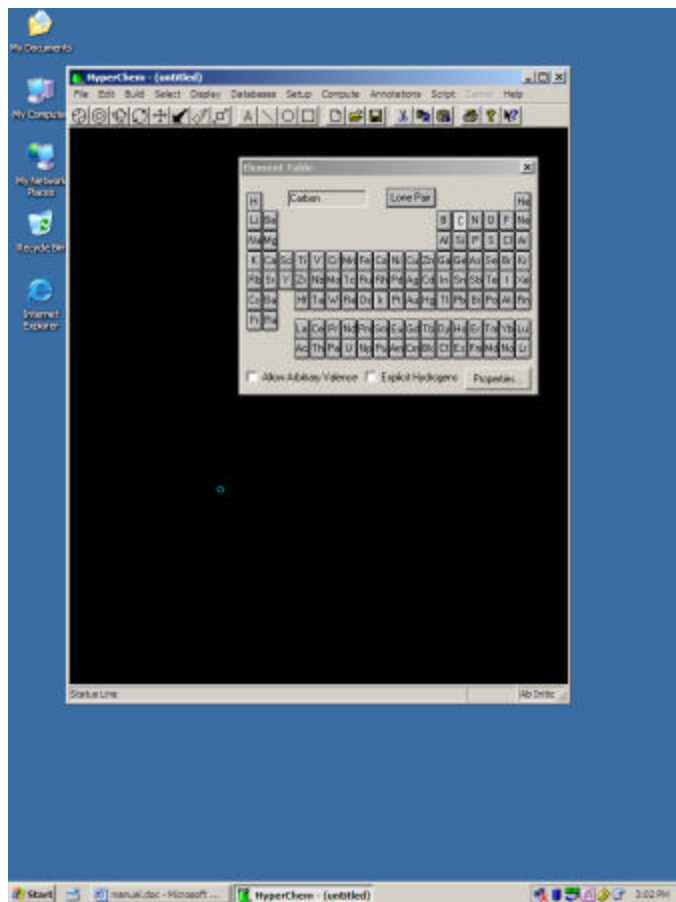 My Documents
My Computer
My Network
Places
Recycle Bin
Internet
Explorer
HyperChem - (untitled)
File Edit Build Select Display Databases Setup Compute Annotations Script Cancel Help
Element Table
Carbon
Lone Pair
H He
Li Be B C N O F Ne
Na Mg Al Si P S Cl Ar
K Ca Sc Ti V Cr Mn Fe Co Ni Cu Zn Ga Ge As Se Br Kr
Rb Sr Y Zr Nb Mo Tc Ru Rh Pd Ag Cd In Sn Sb Te I Xe
Cs Ba Hf Ta W Re Os Ir Pt Au Hg Tl Pb Bi Po At Rn
Fr Ra
La Ce Pr Nd Pm Sm Eu Gd Tb Dy Ho Er Tm Yb Lu
Ac Th Pa U Np Pu Am Cm Bk Cf Es Fm Md No Lr
Allow Arbitrary Valence
Explicit Hydrogens
Properties...
Status Line
Ab Initio
Start
manual.doc - Microsoft ...
HyperChem - (untitled)
3:02 PM